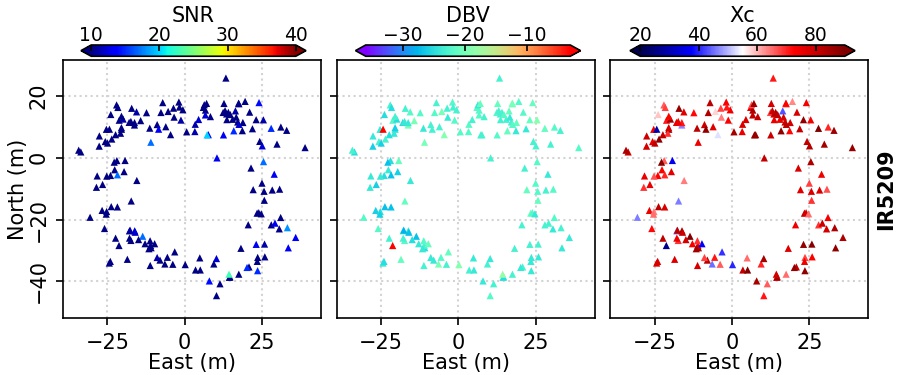 SNR DBV Xc
10 20 30 40 −30 −20 −10 20 40 60 80
20
0
−20
−40
North (m)
IR5209
−25 0 25 −25 0 25 −25 0 25
East (m) East (m) East (m)